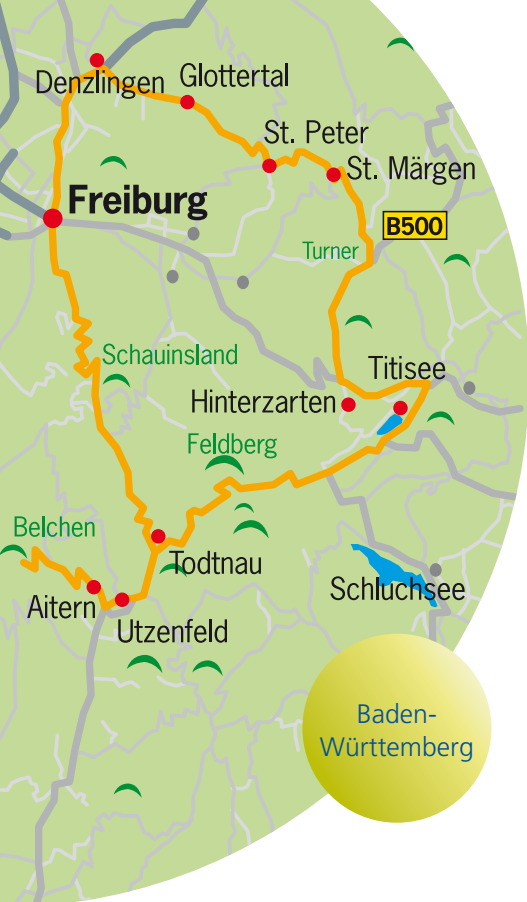 Denzlingen
Glottertal
St. Peter
St. Märgen
Freiburg
B500
Turner
Schauinsland
Titisee
Hinterzarten
Feldberg
Belchen
Todtnau
Schluchsee
Aitern
Utzenfeld
Baden-
Württemberg